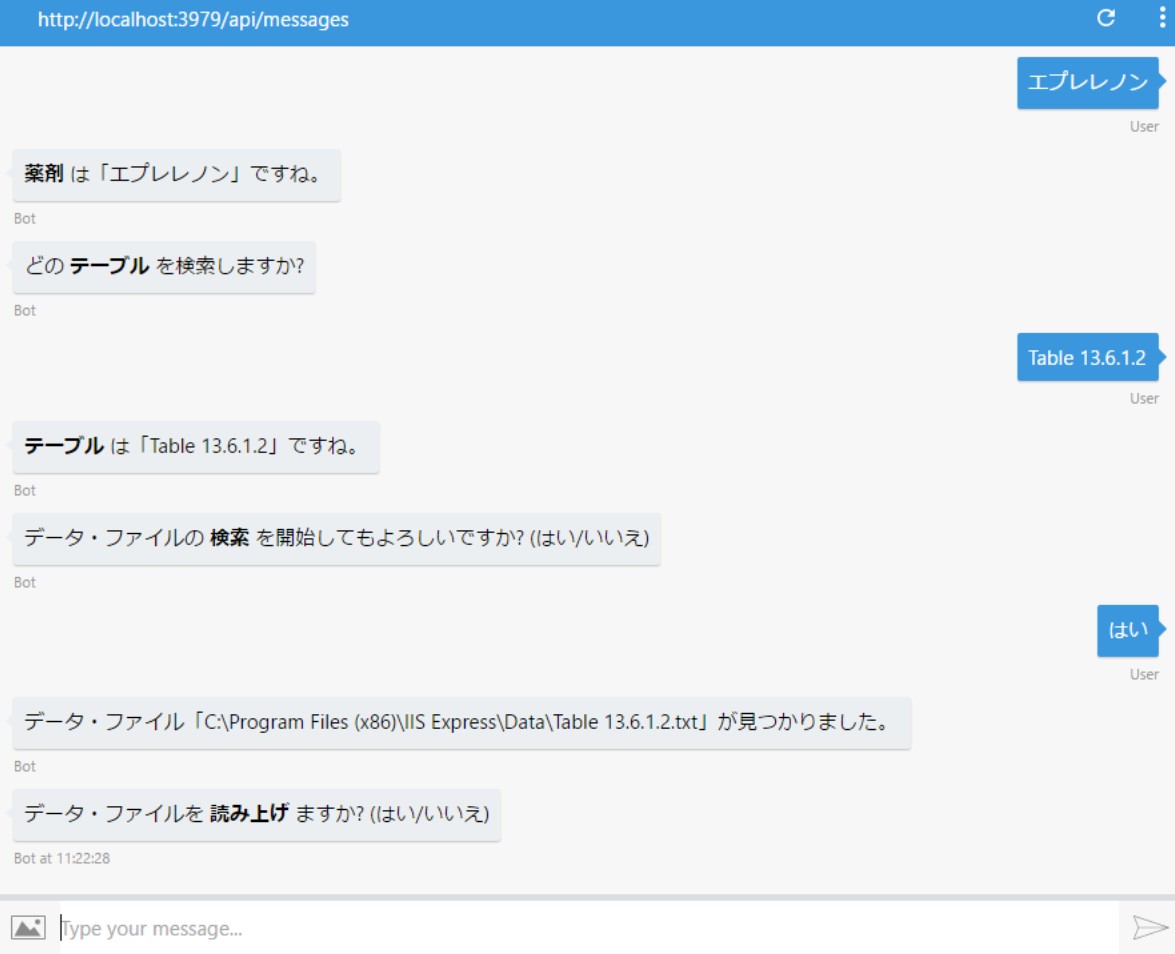 http://localhost:3979/api/messages
エプレレノン
User
薬剤 は「エプレレノン」ですね。
Bot
どの テーブル を検索しますか?
Bot
Table 13.6.1.2
User
テーブル は「Table 13.6.1.2」ですね。
Bot
データ・ファイルの 検索 を開始してもよろしいですか? (はい/いいえ)
Bot
はい
User
データ・ファイル「C:\Program Files (x86)\IIS Express\Data\Table 13.6.1.2.txt」が見つかりました。
Bot
データ・ファイルを 読み上げ ますか? (はい/いいえ)
Bot at 11:22:28
Type your message...